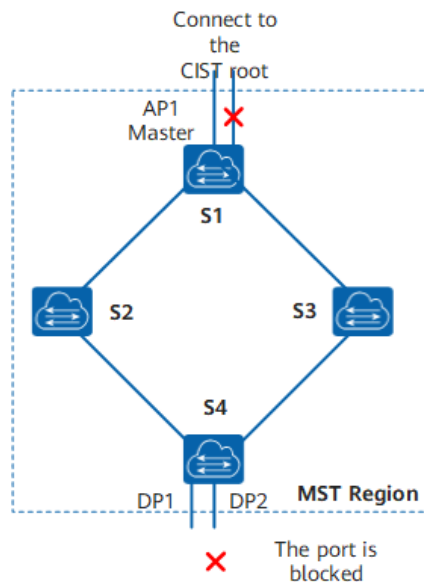 Connect to
the
CIST root
AP1
Master
S1
S2
S3
S4
DP1
DP2
MST Region
The port is
blocked